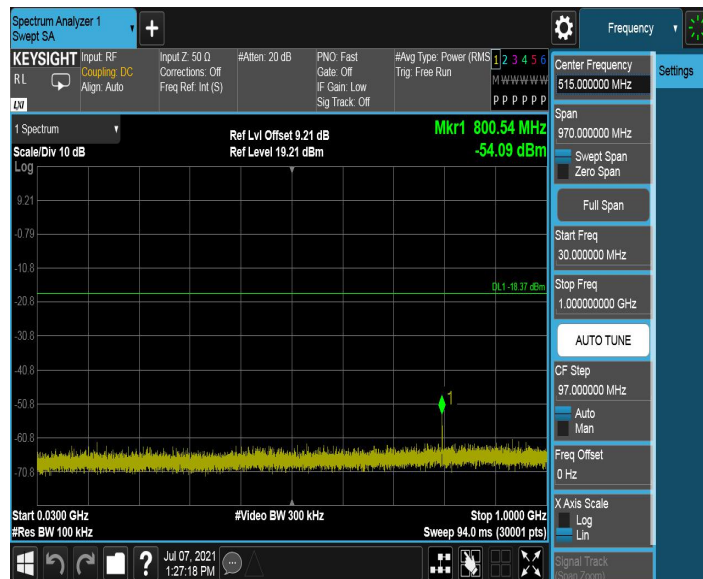 Spectrum Analyzer 1
Swept SA
+
Frequency
KEYSIGHT
RL
LXI
Input: RF
Coupling: DC
Align: Auto
Input Z: 50 Ω
Corrections: Off
Freq Ref: Int (S)
#Atten: 20 dB
PNO: Fast
Gate: Off
IF Gain: Low
Sig Track: Off
#Avg Type: Power (RMS
Trig: Free Run
1 2 3 4 5 6
M W W W W W
P P P P P P
Center Frequency
515.000000 MHz
Settings
Span
970.000000 MHz
Swept Span
Zero Span
Full Span
Start Freq
30.000000 MHz
Stop Freq
1.000000000 GHz
AUTO TUNE
CF Step
97.000000 MHz
Auto
Man
Freq Offset
0 Hz
X Axis Scale
Log
Lin
Signal Track
(Span Zoom)
1 Spectrum
Scale/Div 10 dB
Log
Ref Lvl Offset 9.21 dB
Ref Level 19.21 dBm
Mkr1 800.54 MHz
-54.09 dBm
9.21
-0.79
-10.8
DL1 -18.37 dBm
-20.8
-30.8
-40.8
-50.8
1
-60.8
-70.8
Start 0.0300 GHz
#Res BW 100 kHz
#Video BW 300 kHz
Stop 1.0000 GHz
Sweep 94.0 ms (30001 pts)
?
Jul 07, 2021
1:27:18 PM